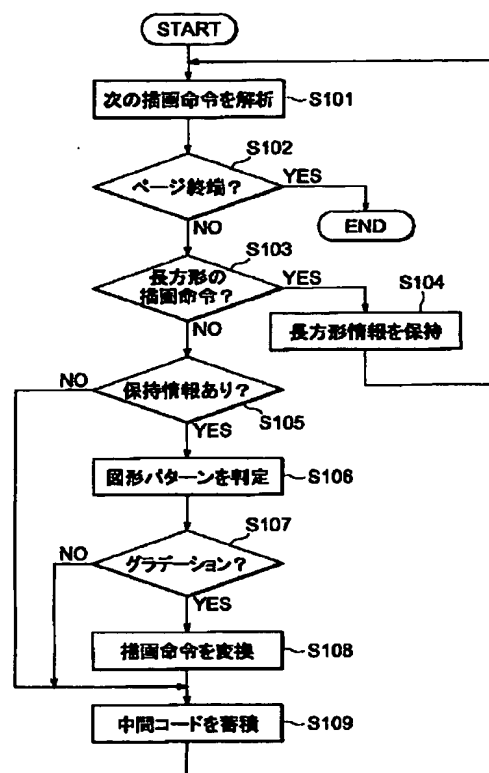 START
次の描画命令を解析
S101
S102
ページ終端?
YES
END
NO
S103
長方形の
描画命令?
YES
S104
長方形情報を保持
NO
保持情報あり?
NO
S105
YES
図形パターンを判定
S106
S107
グラデーション?
NO
YES
描画命令を変換
S108
中間コードを蓄積
S109